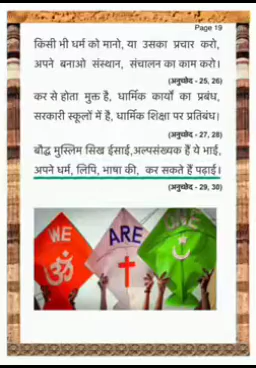 Page 19
किसी भी धर्म को मानो, या उसका प्रचार करो,
अपने बनाओ संस्थान, संचालन का काम करो।
(अनुच्छेद - 25, 26)
कर से होता मुक्त है, धार्मिक कार्यों का प्रबंध,
सरकारी स्कूलों में है, धार्मिक शिक्षा पर प्रतिबंध।
(अनुच्छेद - 27, 28)
बौद्ध मुस्लिम सिख ईसाई,अल्पसंख्यक हैं ये भाई,
अपने धर्म, लिपि, भाषा की, कर सकते हैं पढ़ाई।
(अनुच्छेद - 29, 30)
WE
ARE
ONE